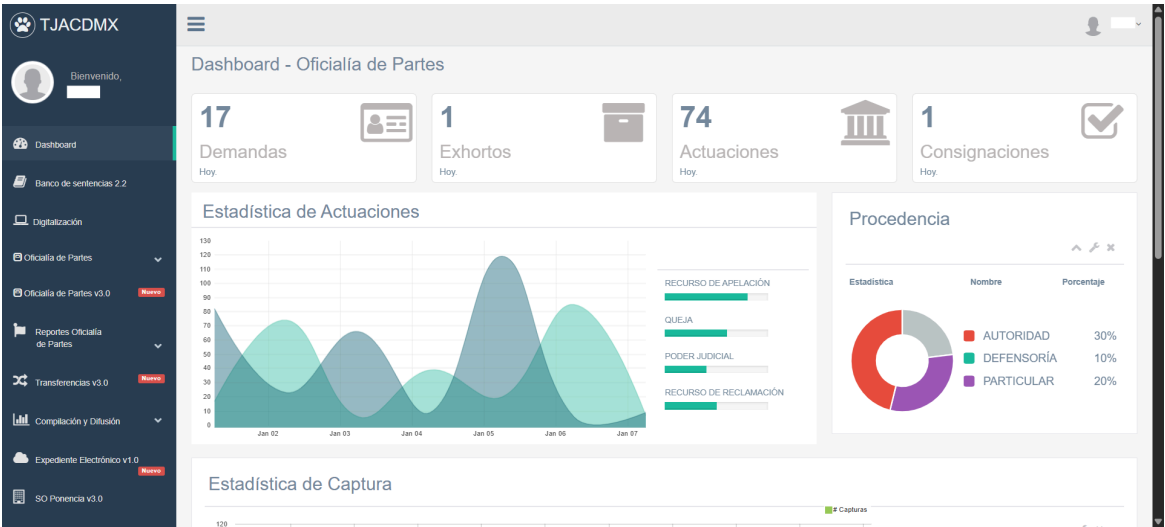 TJACDMX
Bienvenido,
Dashboard
Banco de sentencias 2.2
Digitalización
Oficialía de Partes
Oficialía de Partes v3.0
Nuevo
Reportes Oficialía
de Partes
Transferencias v3.0
Nuevo
Compilación y Difusión
Expediente Electrónico v1.0
Nuevo
SO Ponencia v3.0
Dashboard - Oficialía de Partes
17
Demandas
Hoy.
1
Exhortos
Hoy.
74
Actuaciones
Hoy.
1
Consignaciones
Hoy.
Estadística de Actuaciones
130
120
110
100
90
80
70
60
50
40
30
20
10
0
Jan 02 Jan 03 Jan 04 Jan 05 Jan 06 Jan 07
RECURSO DE APELACIÓN
QUEJA
PODER JUDICIAL
RECURSO DE RECLAMACIÓN
Procedencia
Estadística Nombre Porcentaje
AUTORIDAD 30%
DEFENSORÍA 10%
PARTICULAR 20%
Estadística de Captura
# Capturas
120